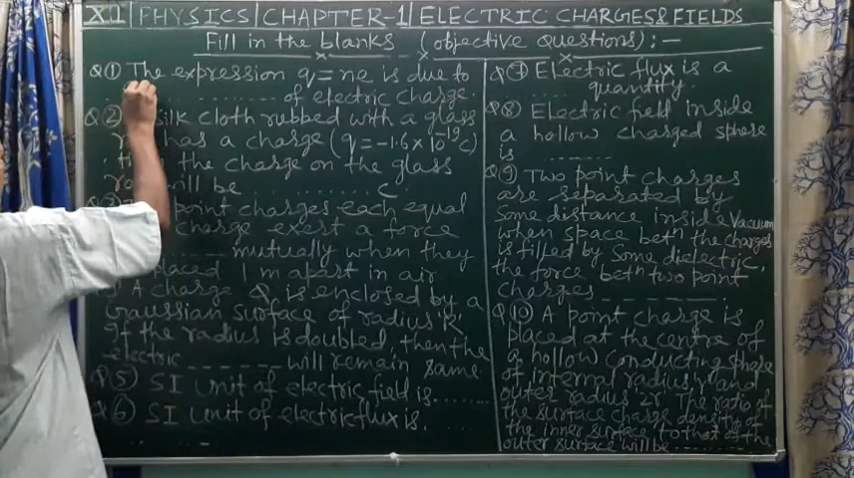 XII PHYSICS CHAPTER-1 ELECTRIC CHARGES & FIELDS
Fill in the blanks (objective questions):-
Q① The expression q = ne is due to
.......... of electric charge.
Q② Silk cloth rubbed with a glass
has a charge (q = -1.6 × 10⁻¹⁹C)
the charge on the glass
will be .......... C
point charges each equal
charge exert a force
...... mutually when they
placed 1 m apart in air
A charge Q, is enclosed by a
Gaussian Surface of radius 'R'
If the radius is doubled, then the
electric ------- will remain same.
Q⑤ SI Unit of electric field is.......
Q⑥ SI Unit of electric flux is.
Q⑦ Electric flux is a
...... quantity.
Q⑧ Electric field inside
a hollow charged sphere
is ------
Q⑨ Two point charges
are separated by
Some distance inside Vacuum
when space betⁿ the charges
is filled by Some dielectric,
the force betⁿ two point
charges --------.
Q⑩ A point charge is
placed at the centre of
a hollow Conducting sphere
of internal radius 'r' and
outer radius '2r'. The ratio of
the surface charge density of
the inner surface to that of the
outer surface will be ........